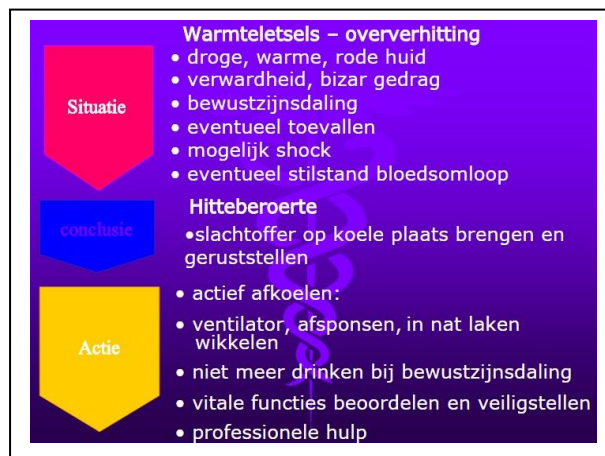 Warmteletsels – oververhitting
Situatie
• droge, warme, rode huid
• verwardheid, bizar gedrag
• bewustzijnsdaling
• eventueel toevallen
• mogelijk shock
• eventueel stilstand bloedsomloop
conclusie
Hitteberoerte
•slachtoffer op koele plaats brengen en
geruststellen
Actie
• actief afkoelen:
• ventilator, afsponsen, in nat laken
wikkelen
• niet meer drinken bij bewustzijnsdaling
• vitale functies beoordelen en veiligstellen
• professionele hulp